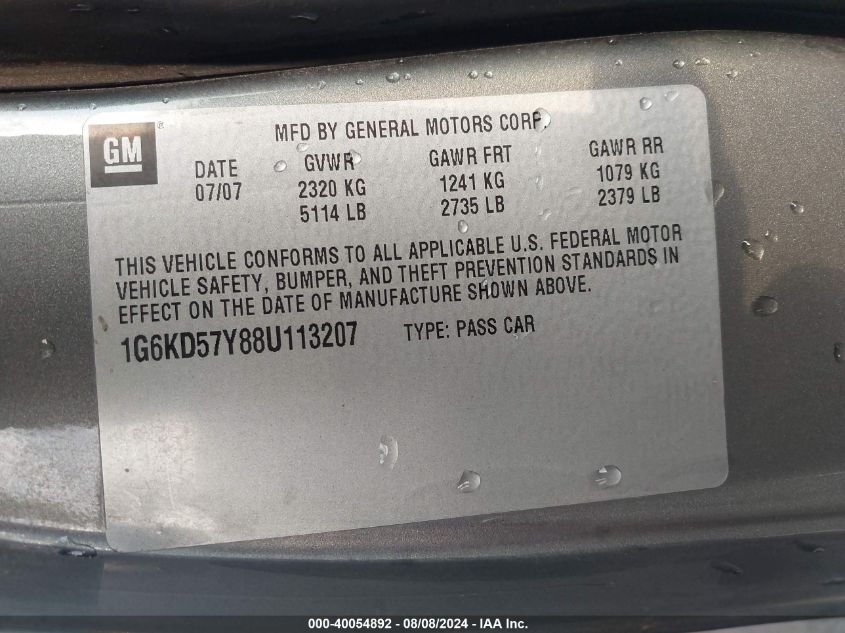 GM ®
MFD BY GENERAL MOTORS CORP.
DATE GVWR GAWR FRT GAWR RR
07/07 2320 KG 1241 KG 1079 KG
5114 LB 2735 LB 2379 LB
THIS VEHICLE CONFORMS TO ALL APPLICABLE U.S. FEDERAL MOTOR
VEHICLE SAFETY, BUMPER, AND THEFT PREVENTION STANDARDS IN
EFFECT ON THE DATE OF MANUFACTURE SHOWN ABOVE.
1G6KD57Y88U113207 TYPE: PASS CAR
000-40054892 - 08/08/2024 - IAA Inc.